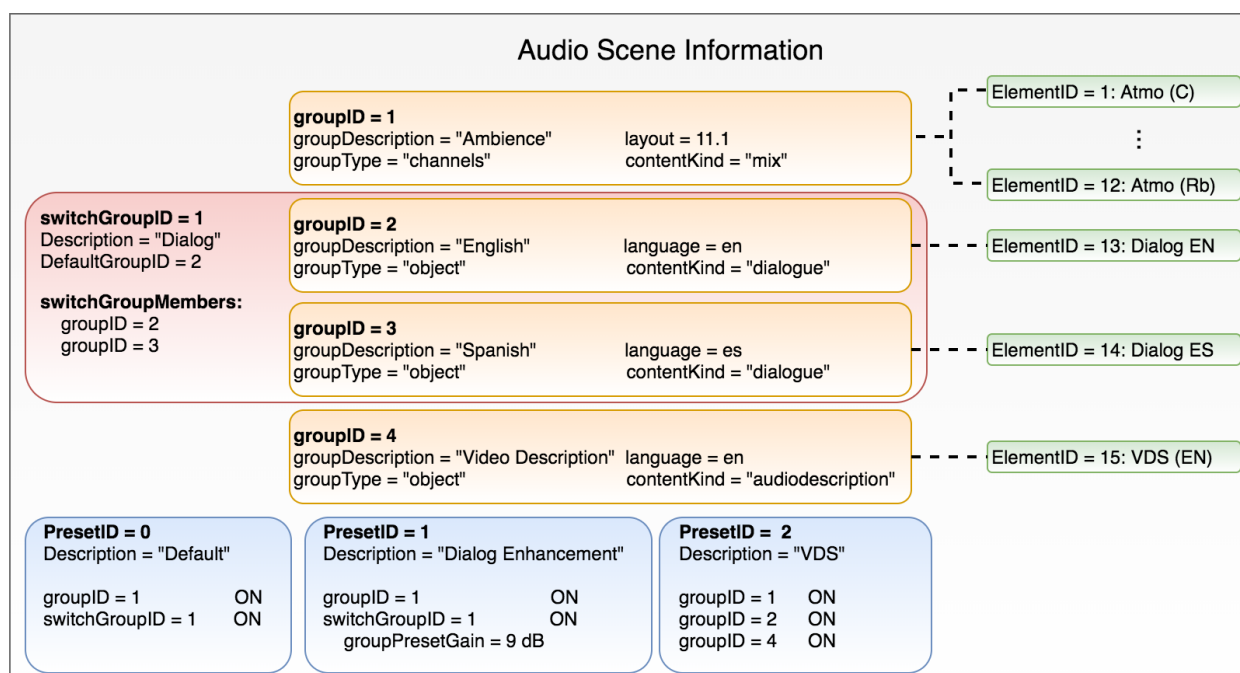 Audio Scene Information
groupID = 1
groupDescription = "Ambience" layout = 11.1
groupType = "channels" contentKind = "mix"
ElementID = 1: Atmo (C)
⋮
ElementID = 12: Atmo (Rb)
switchGroupID = 1
Description = "Dialog"
DefaultGroupID = 2
switchGroupMembers:
groupID = 2
groupID = 3
groupID = 2
groupDescription = "English" language = en
groupType = "object" contentKind = "dialogue"
ElementID = 13: Dialog EN
groupID = 3
groupDescription = "Spanish" language = es
groupType = "object" contentKind = "dialogue"
ElementID = 14: Dialog ES
groupID = 4
groupDescription = "Video Description" language = en
groupType = "object" contentKind = "audiodescription"
ElementID = 15: VDS (EN)
PresetID = 0
Description = "Default"
groupID = 1 ON
switchGroupID = 1 ON
PresetID = 1
Description = "Dialog Enhancement"
groupID = 1 ON
switchGroupID = 1 ON
groupPresetGain = 9 dB
PresetID = 2
Description = "VDS"
groupID = 1 ON
groupID = 2 ON
groupID = 4 ON